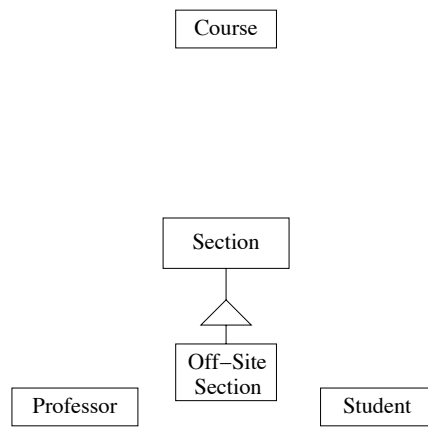 Course
Section
Off−Site
Section
Professor
Student